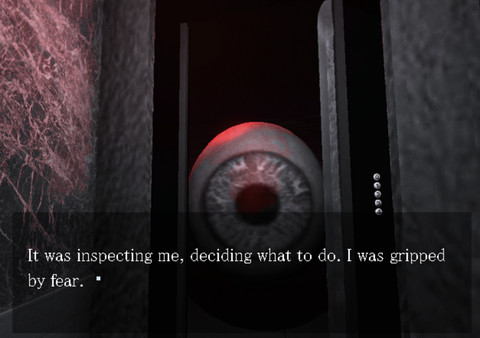 It was inspecting me, deciding what to do. I was gripped
by fear.